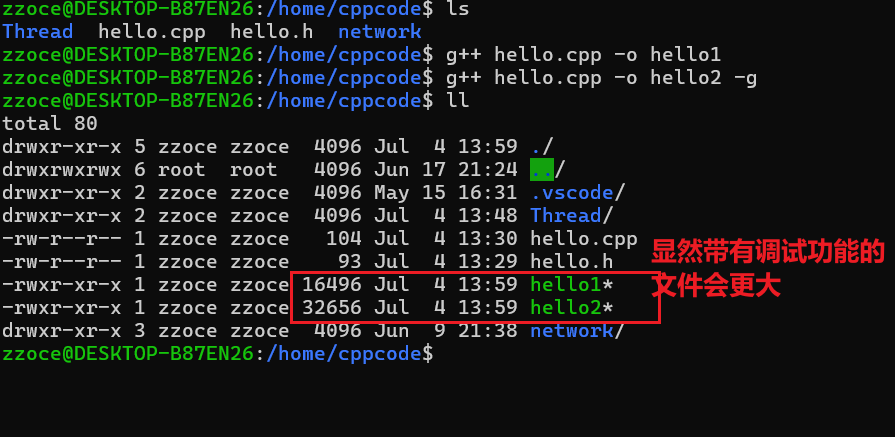 zzoce@DESKTOP-B87EN26:/home/cppcode$ ls
Thread  hello.cpp  hello.h  network
zzoce@DESKTOP-B87EN26:/home/cppcode$ g++ hello.cpp -o hello1
zzoce@DESKTOP-B87EN26:/home/cppcode$ g++ hello.cpp -o hello2 -g
zzoce@DESKTOP-B87EN26:/home/cppcode$ ll
total 80
drwxr-xr-x 5 zzoce zzoce  4096 Jul  4 13:59 ./
drwxrwxrwx 6 root  root   4096 Jun 17 21:24 ../
drwxr-xr-x 2 zzoce zzoce  4096 May 15 16:31 .vscode/
drwxr-xr-x 2 zzoce zzoce  4096 Jul  4 13:48 Thread/
-rw-r--r-- 1 zzoce zzoce   104 Jul  4 13:30 hello.cpp
-rw-r--r-- 1 zzoce zzoce    93 Jul  4 13:29 hello.h
-rwxr-xr-x 1 zzoce zzoce 16496 Jul  4 13:59 hello1*
-rwxr-xr-x 1 zzoce zzoce 32656 Jul  4 13:59 hello2*
drwxr-xr-x 3 zzoce zzoce  4096 Jun  9 21:38 network/
zzoce@DESKTOP-B87EN26:/home/cppcode$
显然带有调试功能的
文件会更大